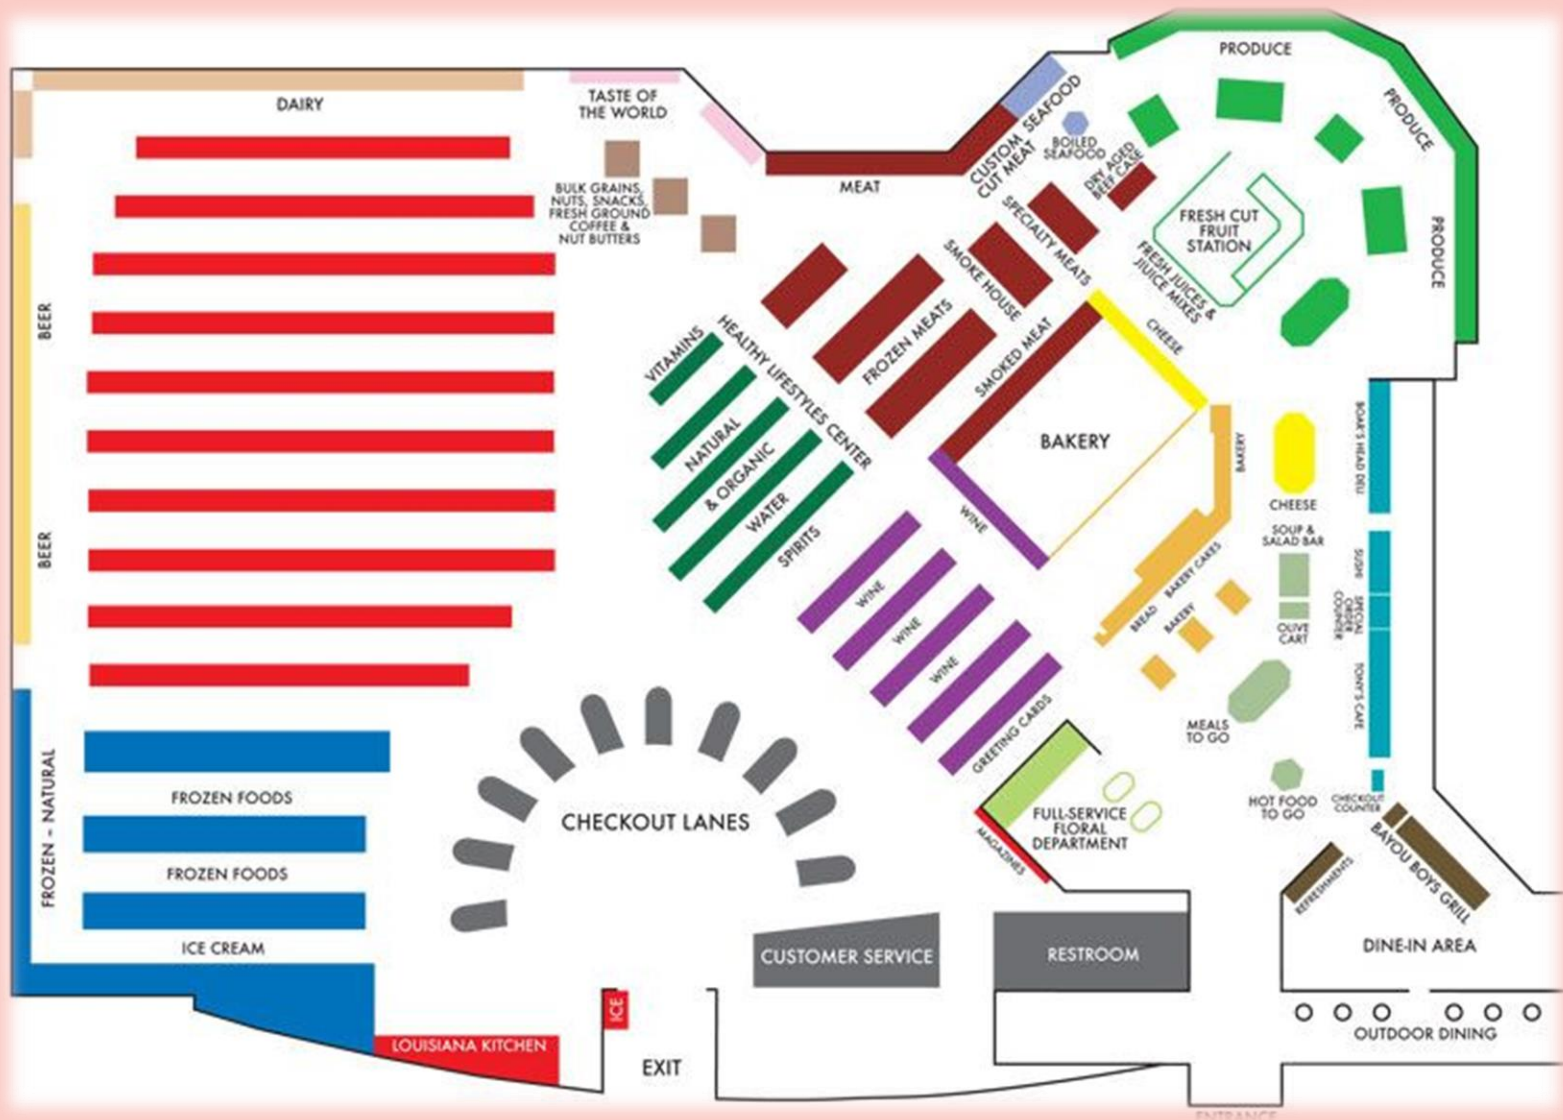 PRODUCE
DAIRY
TASTE OF
THE WORLD
CUSTOM
CUT MEAT
SEAFOOD
BOILED
SEAFOOD
PRODUCE
MEAT
DRY AGED
BEEF CASE
BULK GRAINS,
NUTS, SNACKS,
FRESH GROUND
COFFEE &
NUT BUTTERS
SPECIALTY MEATS
FRESH CUT
FRUIT
STATION
PRODUCE
SMOKE HOUSE
FRESH JUICES &
JIUICE MIXES
BEER
VITAMINS
HEALTHY LIFESTYLES CENTER
FROZEN MEATS
SMOKED MEAT
CHEESE
NATURAL
& ORGANIC
WATER
SPIRITS
BAKERY
BAKERY
BOAR'S HEAD DELI
CHEESE
WINE
BEER
SOUP &
SALAD BAR
SUSHI
WINE
WINE
WINE
BREAD
BAKERY CAKES
BAKERY
OLIVE
CART
SPECIAL
ORDER
COUNTER
TONY'S CAFE
GREETING CARDS
MEALS
TO GO
FROZEN – NATURAL
FROZEN FOODS
CHECKOUT LANES
FULL-SERVICE
FLORAL
DEPARTMENT
HOT FOOD
TO GO
CHECKOUT
COUNTER
MAGAZINES
FROZEN FOODS
REFRESHMENTS
BAYOU BOYS GRILL
ICE CREAM
CUSTOMER SERVICE
RESTROOM
DINE-IN AREA
ICE
OUTDOOR DINING
LOUISIANA KITCHEN
EXIT
ENTRANCE